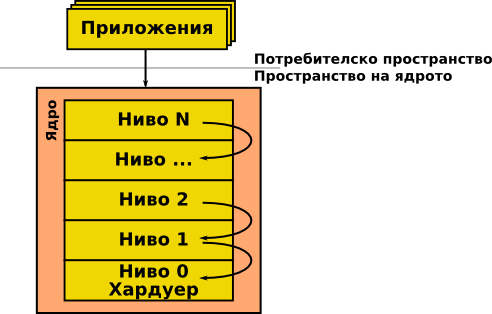 Приложения
Потребителско пространство
Пространство на ядрото
Ядро
Ниво N
Ниво ...
Ниво 2
Ниво 1
Ниво 0
Хардуер